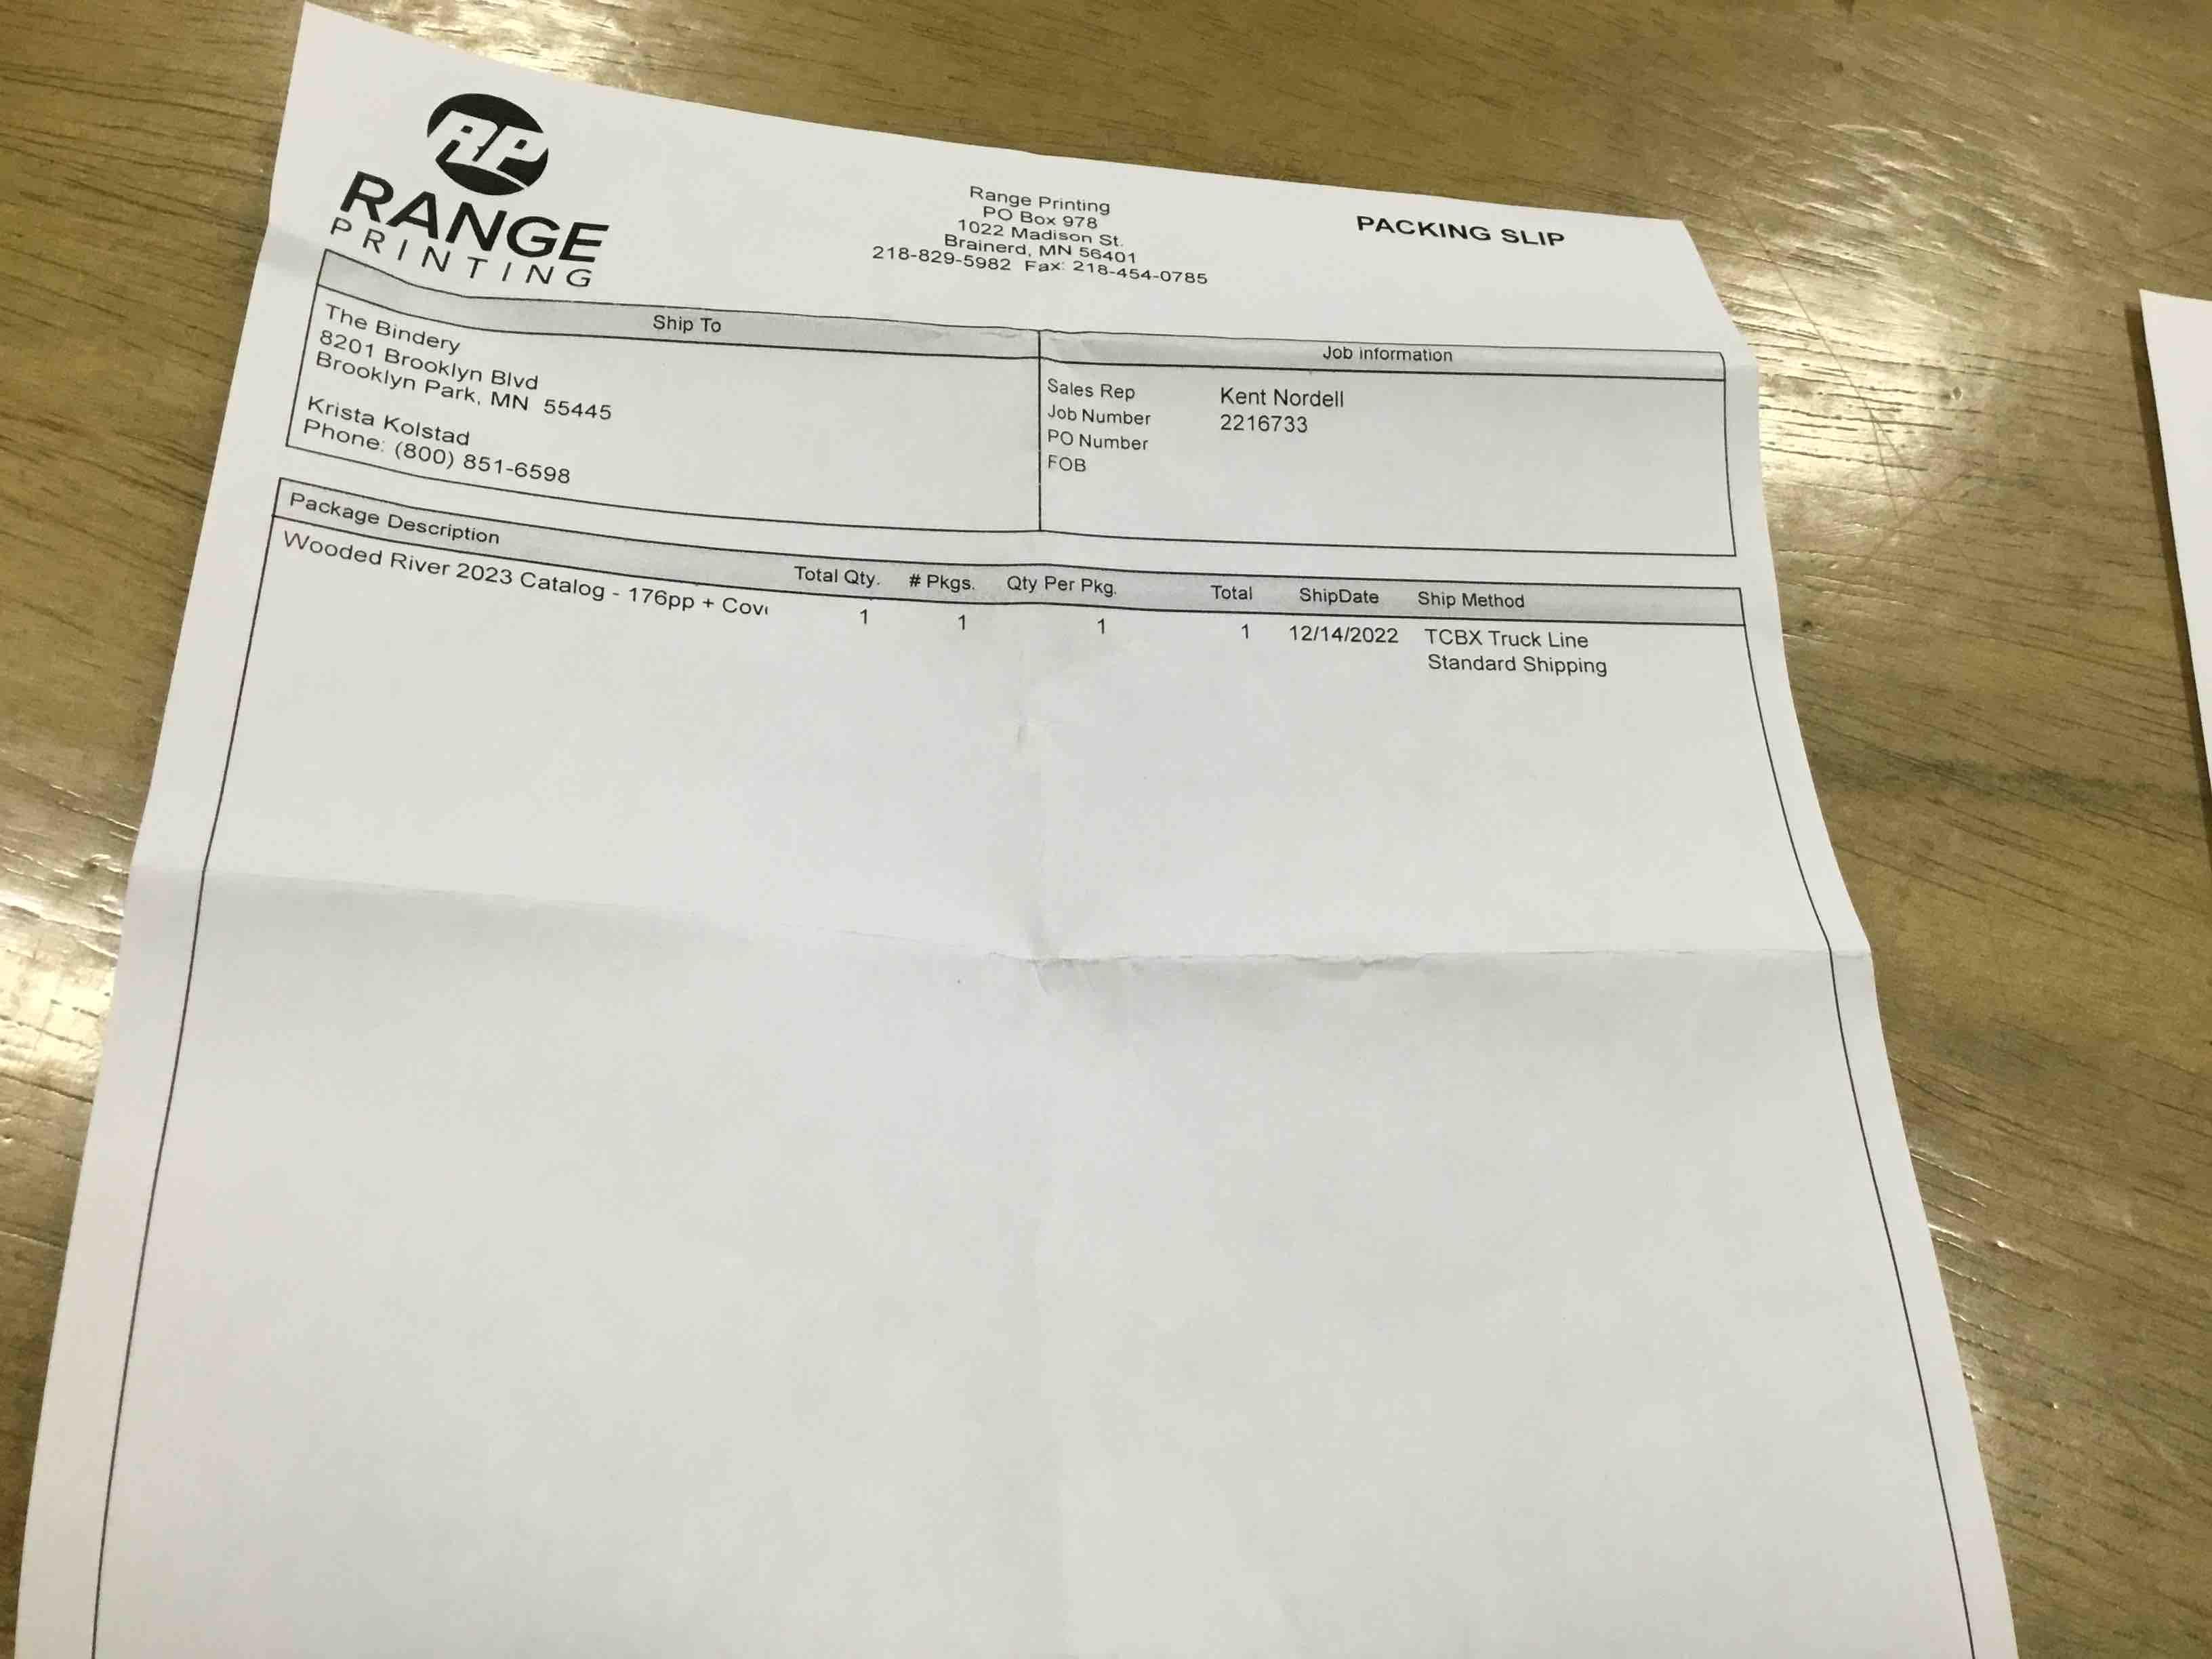 RP
RANGE
PRINTING
Range Printing
PO Box 978
1022 Madison St.
Brainerd, MN 56401
218-829-5982 Fax: 218-454-0785
PACKING SLIP
Ship To
The Bindery
8201 Brooklyn Blvd
Brooklyn Park, MN 55445
Krista Kolstad
Phone: (800) 851-6598
Job information
Sales Rep Kent Nordell
Job Number 2216733
PO Number
FOB
Package Description Total Qty. # Pkgs. Qty Per Pkg. Total ShipDate Ship Method
Wooded River 2023 Catalog - 176pp + Cov 1 1 1 1 12/14/2022 TCBX Truck Line
Standard Shipping